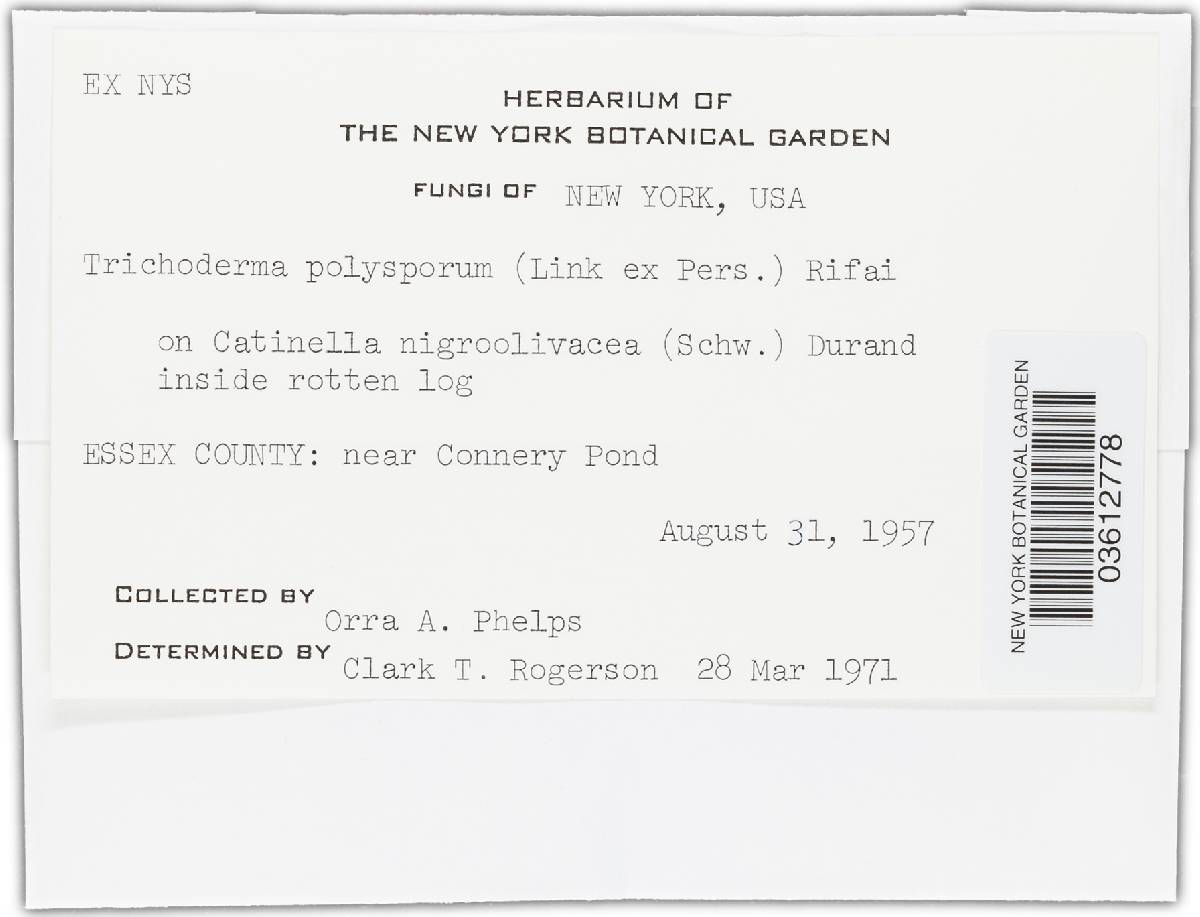 EX NYS
HERBARIUM OF
THE NEW YORK BOTANICAL GARDEN
FUNGI OF NEW YORK, USA
Trichoderma polysporum (Link ex Pers.) Rifai
on Catinella nigroolivacea (Schw.) Durand
inside rotten log
ESSEX COUNTY: near Connery Pond
August 31, 1957
COLLECTED BY Orra A. Phelps
DETERMINED BY Clark T. Rogerson 28 Mar 1971
NEW YORK BOTANICAL GARDEN
03612778